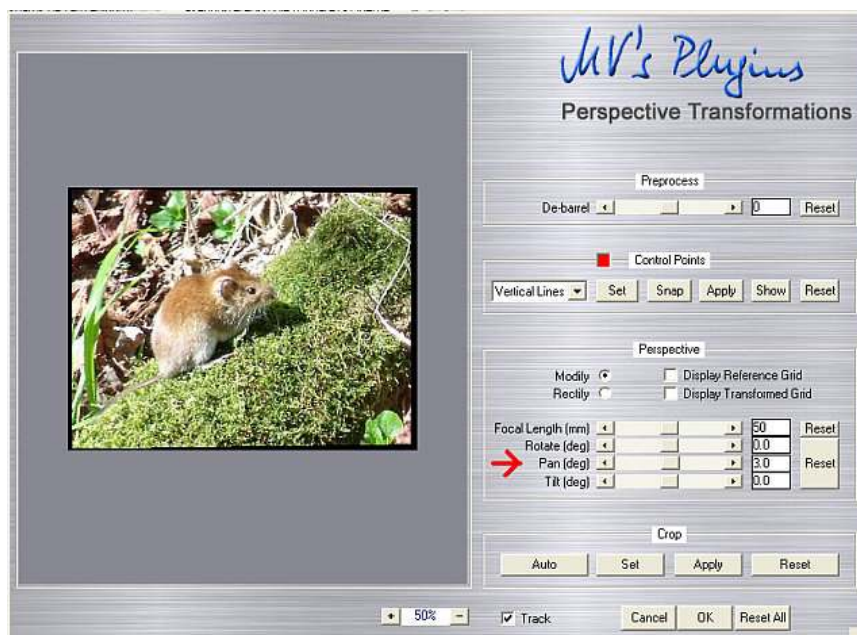 MV's Plugins
Perspective Transformations
Preprocess
De-barrel 0 Reset
Control Points
Vertical Lines Set Snap Apply Show Reset
Perspective
Modify Display Reference Grid
Rectify Display Transformed Grid
Focal Length (mm) 50 Reset
Rotate (deg) 0.0
Pan (deg) 3.0 Reset
Tilt (deg) 0.0
Crop
Auto Set Apply Reset
+ 50% - Track Cancel OK Reset All